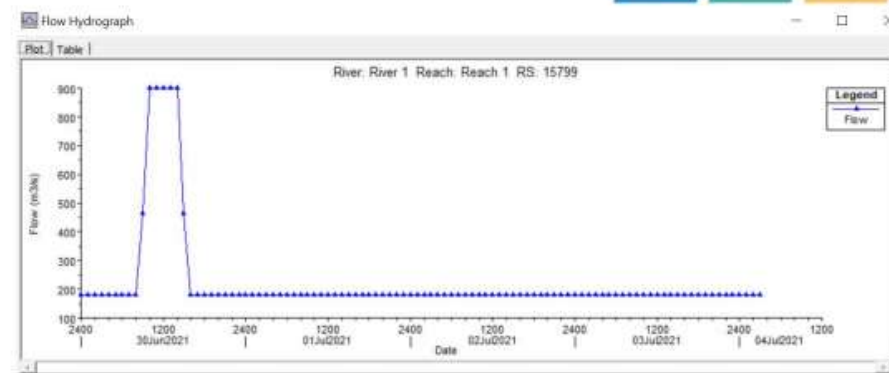 Flow Hydrograph
Plot Table
River: River 1 Reach: Reach 1 RS: 15799
Legend
Flow
900
800
700
600
500
400
300
200
100
Flow (m3/s)
2400 1200 2400 1200 2400 1200 2400 1200 2400 1200
30Jun2021 01Jul2021 02Jul2021 03Jul2021 04Jul2021
Date